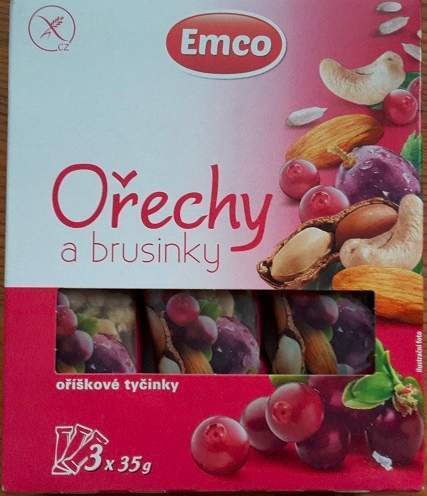 CZ
Emco
Ořechy
a brusinky
oříškové tyčinky
3 x 35g
ilustrační foto